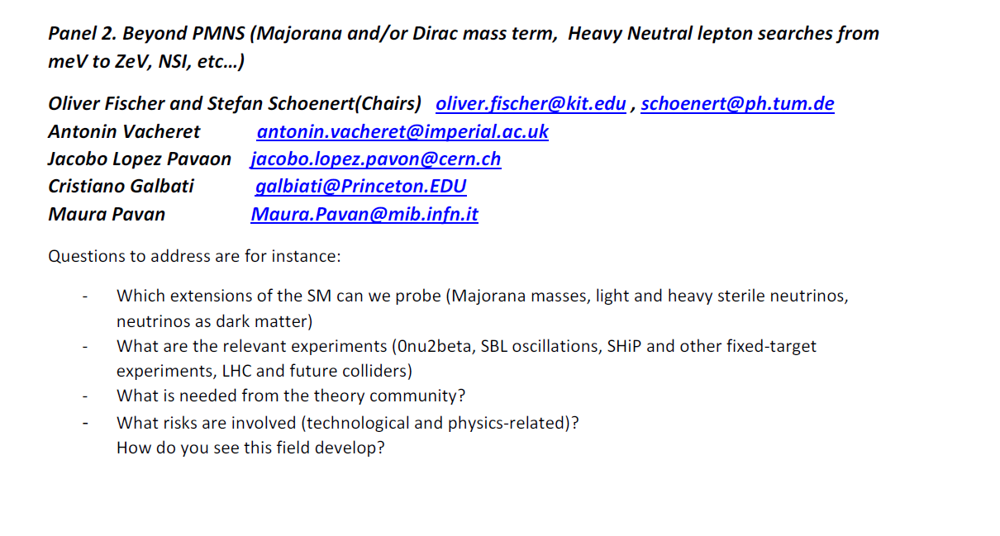 Panel 2. Beyond PMNS (Majorana and/or Dirac mass term, Heavy Neutral lepton searches from
meV to ZeV, NSI, etc…)
Oliver Fischer and Stefan Schoenert(Chairs) oliver.fischer@kit.edu , schoenert@ph.tum.de
Antonin Vacheret antonin.vacheret@imperial.ac.uk
Jacobo Lopez Pavaon jacobo.lopez.pavon@cern.ch
Cristiano Galbati galbiati@Princeton.EDU
Maura Pavan Maura.Pavan@mib.infn.it
Questions to address are for instance:
- Which extensions of the SM can we probe (Majorana masses, light and heavy sterile neutrinos,
neutrinos as dark matter)
- What are the relevant experiments (0nu2beta, SBL oscillations, SHiP and other fixed-target
experiments, LHC and future colliders)
- What is needed from the theory community?
- What risks are involved (technological and physics-related)?
How do you see this field develop?